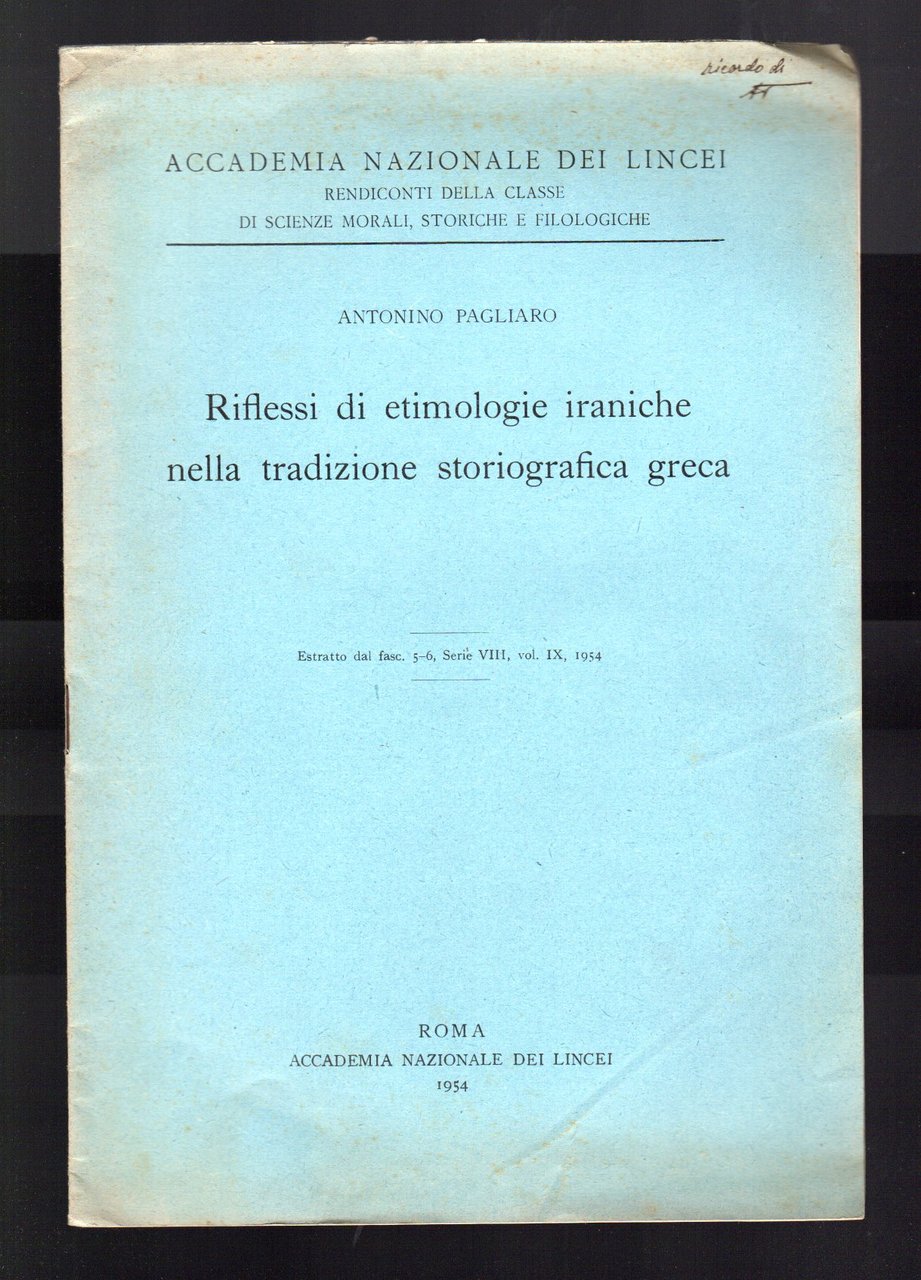 ricordo di
ACCADEMIA NAZIONALE DEI LINCEI
RENDICONTI DELLA CLASSE
DI SCIENZE MORALI, STORICHE E FILOLOGICHE
ANTONINO PAGLIARO
Riflessi di etimologie iraniche
nella tradizione storiografica greca
Estratto dal fasc. 5-6, Serie VIII, vol. IX, 1954
ROMA
ACCADEMIA NAZIONALE DEI LINCEI
1954